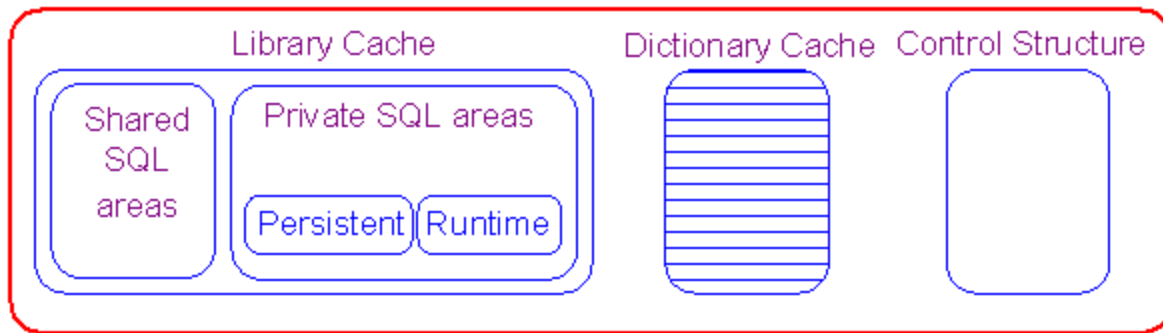 Library Cache
Dictionary Cache
Control Structure
Shared
SQL
areas
Private SQL areas
Persistent
Runtime